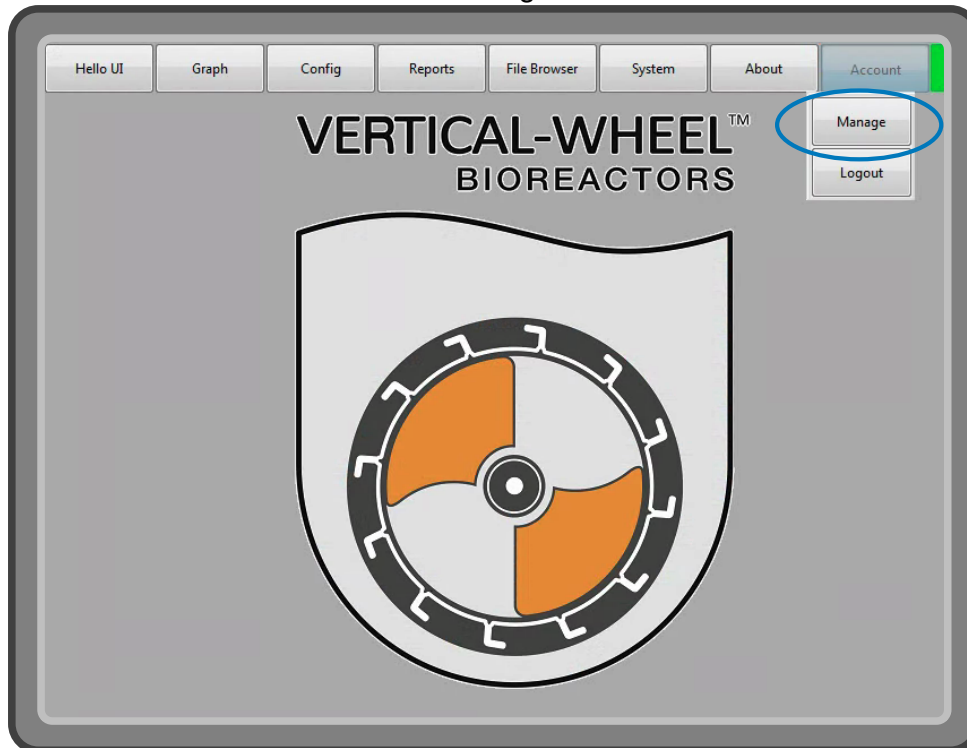 Hello UI Graph Config Reports File Browser System About Account
Manage
Logout
VERTICAL-WHEEL™
BIOREACTORS